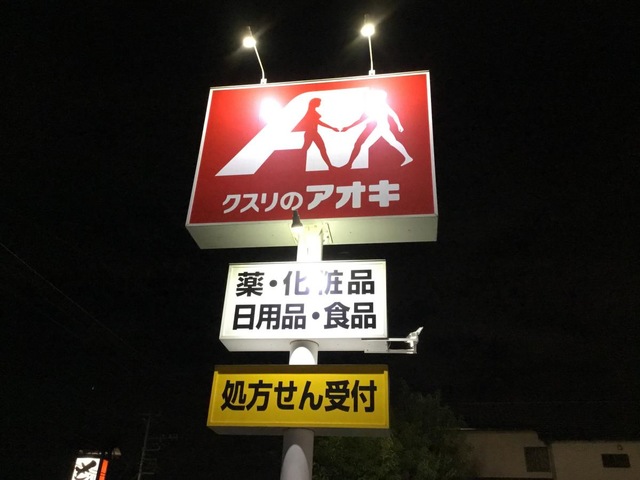 クスリのアオキ
薬・化粧品
日用品・食品
処方せん受付